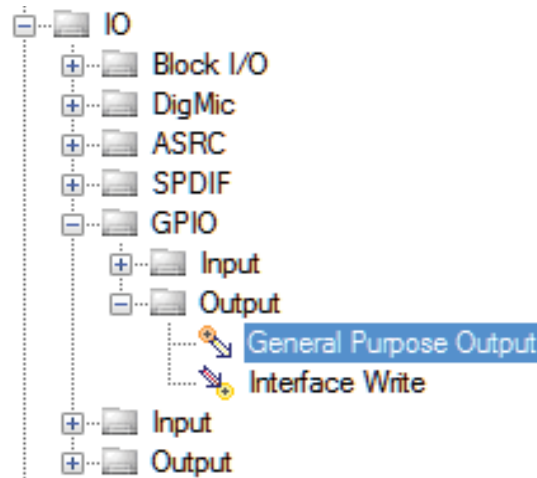 IO
Block I/O
DigMic
ASRC
SPDIF
GPIO
Input
Output
General Purpose Output
Interface Write
Input
Output